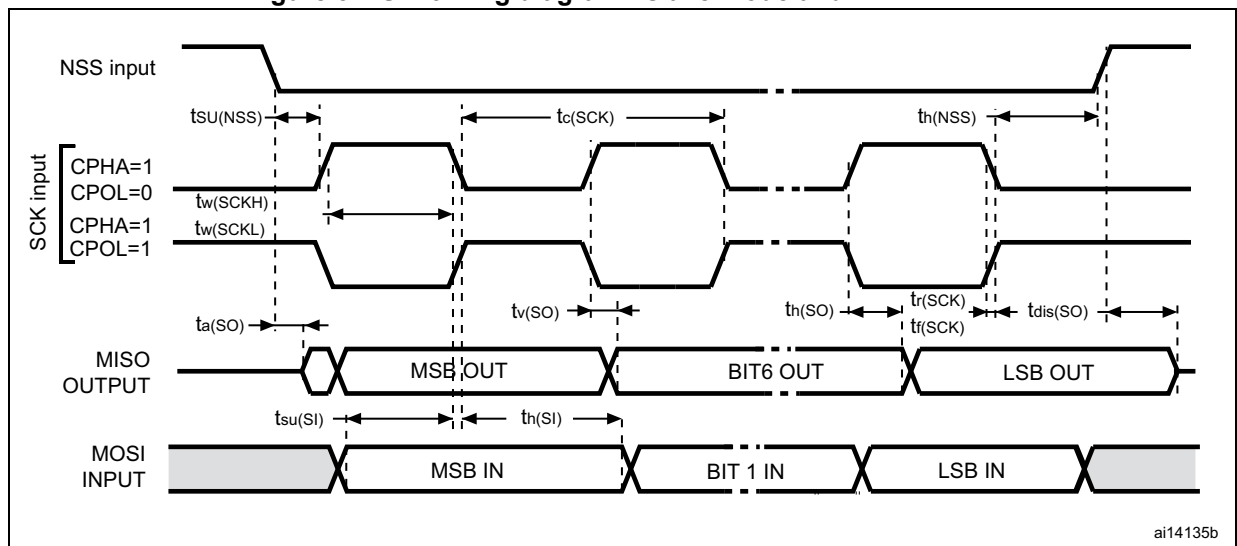 NSS input
tSU(NSS)
tc(SCK)
th(NSS)
SCK input
CPHA=1
CPOL=0
tw(SCKH)
CPHA=1
tw(SCKL)
CPOL=1
ta(SO)
tv(SO)
th(SO)
tr(SCK)
tf(SCK)
tdis(SO)
MISO
OUTPUT
MSB OUT
BIT6 OUT
LSB OUT
tsu(SI)
th(SI)
MOSI
INPUT
MSB IN
BIT 1 IN
LSB IN
ai14135b